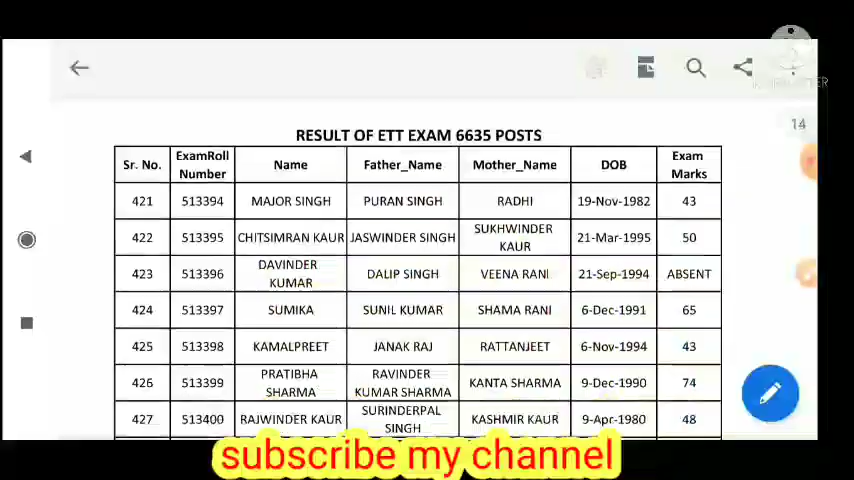 14
RESULT OF ETT EXAM 6635 POSTS
Sr. No. ExamRoll Number Name Father_Name Mother_Name DOB Exam Marks
421 513394 MAJOR SINGH PURAN SINGH RADHI 19-Nov-1982 43
422 513395 CHITSIMRAN KAUR JASWINDER SINGH SUKHWINDER KAUR 21-Mar-1995 50
423 513396 DAVINDER KUMAR DALIP SINGH VEENA RANI 21-Sep-1994 ABSENT
424 513397 SUMIKA SUNIL KUMAR SHAMA RANI 6-Dec-1991 65
425 513398 KAMALPREET JANAK RAJ RATTANJEET 6-Nov-1994 43
426 513399 PRATIBHA SHARMA RAVINDER KUMAR SHARMA KANTA SHARMA 9-Dec-1990 74
427 513400 RAJWINDER KAUR SURINDERPAL SINGH KASHMIR KAUR 9-Apr-1980 48
subscribe my channel